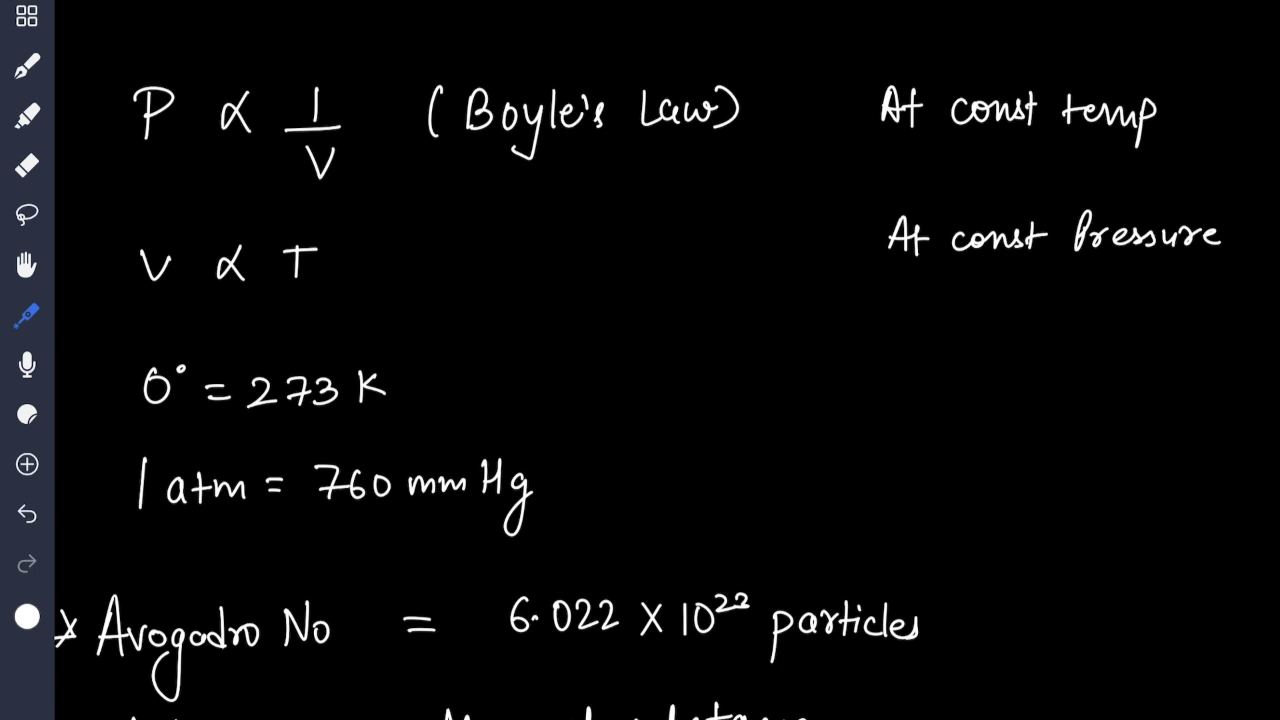 P ∝ 1/V (Boyle's Law) At const temp
V ∝ T At const Pressure
0° = 273 K
1 atm = 760 mm Hg
* Avogadro No = 6.022 X 10²² particles